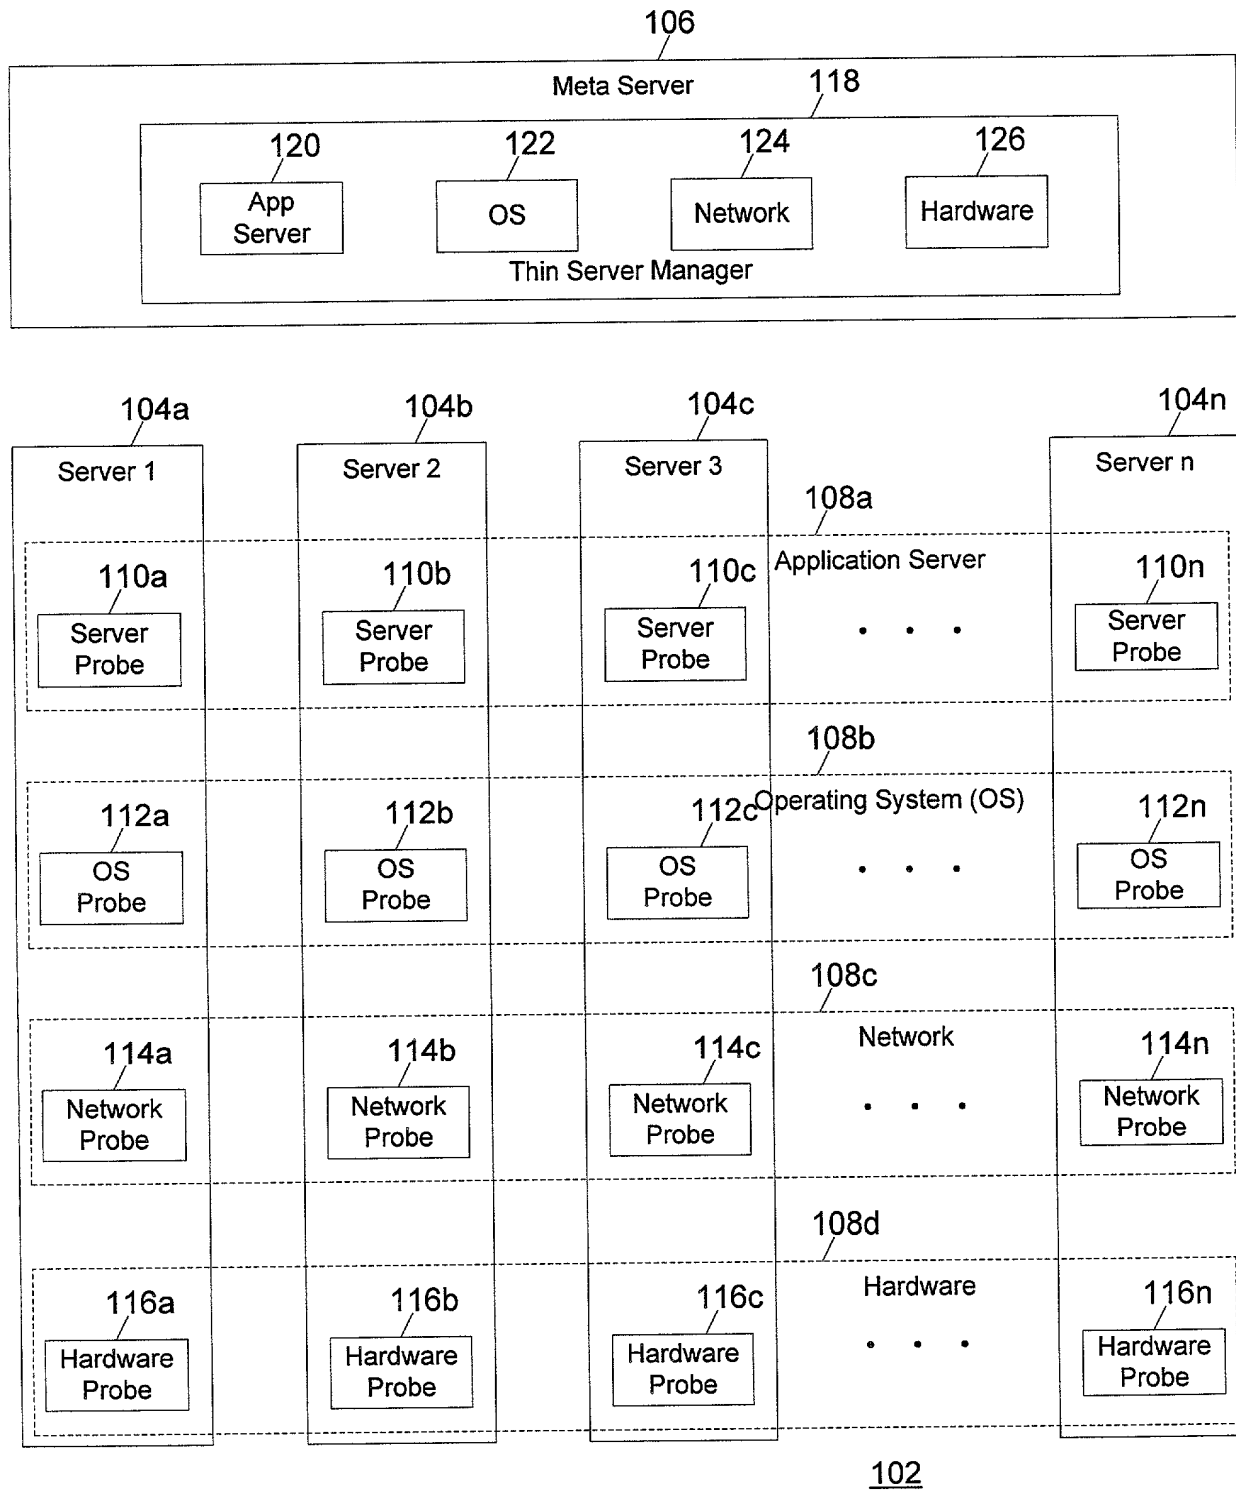 106
Meta Server
118
120
122
124
126
App
Server
OS
Network
Hardware
Thin Server Manager
104a
104b
104c
104n
Server 1
Server 2
Server 3
Server n
108a
Application Server
110a
110b
110c
110n
Server
Probe
Server
Probe
Server
Probe
Server
Probe
108b
Operating System (OS)
112a
112b
112c
112n
OS
Probe
OS
Probe
OS
Probe
OS
Probe
108c
Network
114a
114b
114c
114n
Network
Probe
Network
Probe
Network
Probe
Network
Probe
108d
Hardware
116a
116b
116c
116n
Hardware
Probe
Hardware
Probe
Hardware
Probe
Hardware
Probe
102